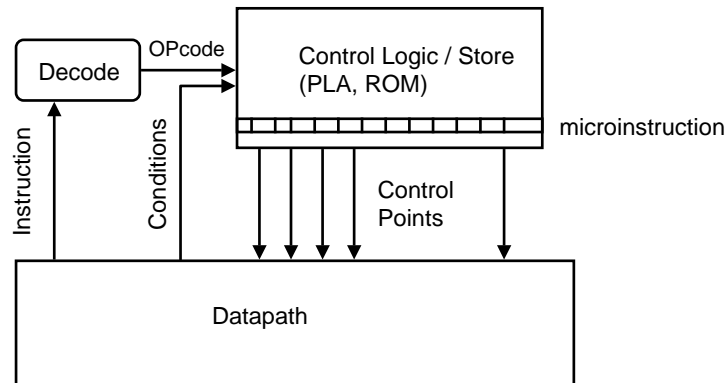 OPcode
Decode
Control Logic / Store
(PLA, ROM)
microinstruction
Instruction
Conditions
Control
Points
Datapath